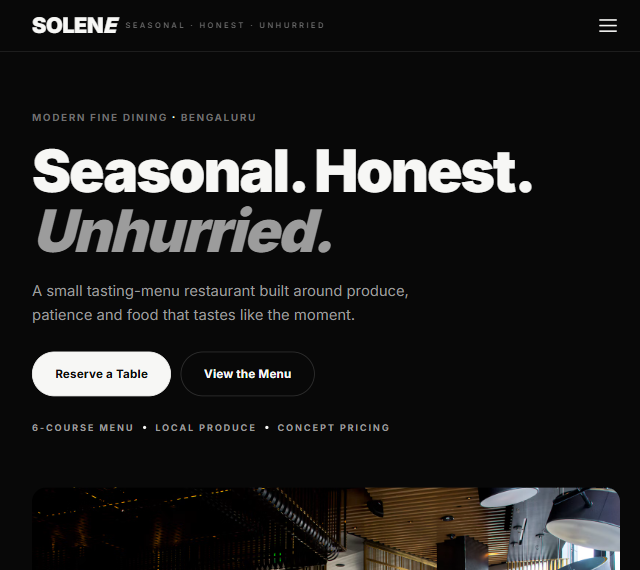 SOLENE SEASONAL · HONEST · UNHURRIED
MODERN FINE DINING · BENGALURU
Seasonal. Honest.
Unhurried.
A small tasting-menu restaurant built around produce,
patience and food that tastes like the moment.
Reserve a Table View the Menu
6-COURSE MENU • LOCAL PRODUCE • CONCEPT PRICING